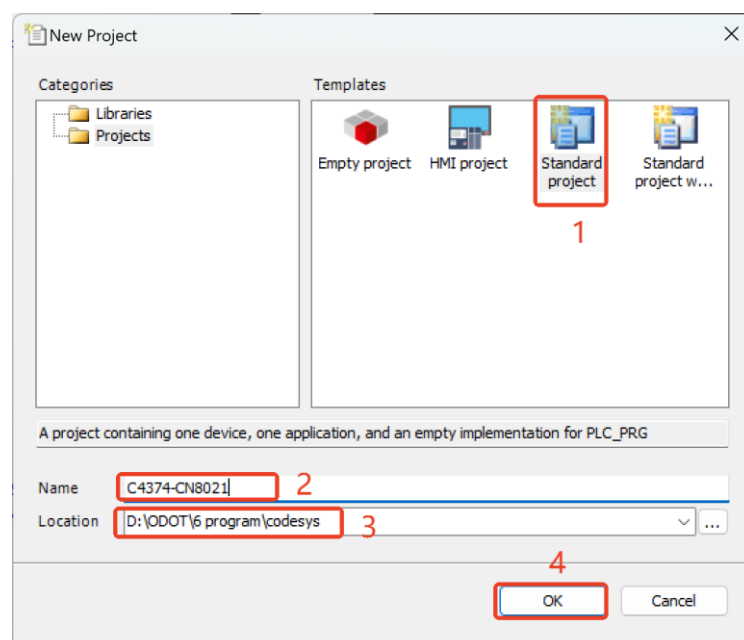 New Project
Categories
Templates
Libraries
Projects
Empty project
HMI project
Standard
project
Standard
project w...
1
A project containing one device, one application, and an empty implementation for PLC_PRG
Name
C4374-CN8021
2
Location
D:\ODOT\6 program\codesys
...
3
4
OK
Cancel